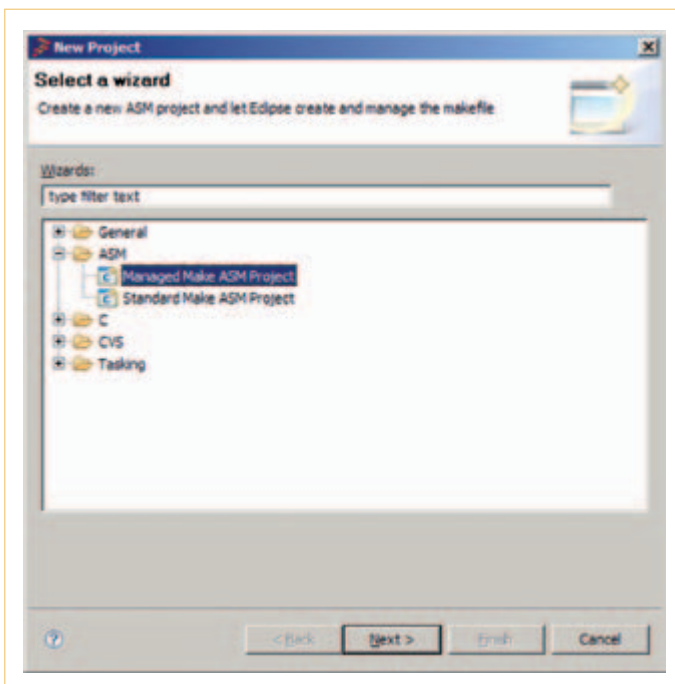 New Project
Select a wizard
Create a new ASM project and let Eclipse create and manage the makefile
Wizards:
type filter text
General
ASM
Managed Make ASM Project
Standard Make ASM Project
C
CVS
Tasking
< Back
Next >
Finish
Cancel